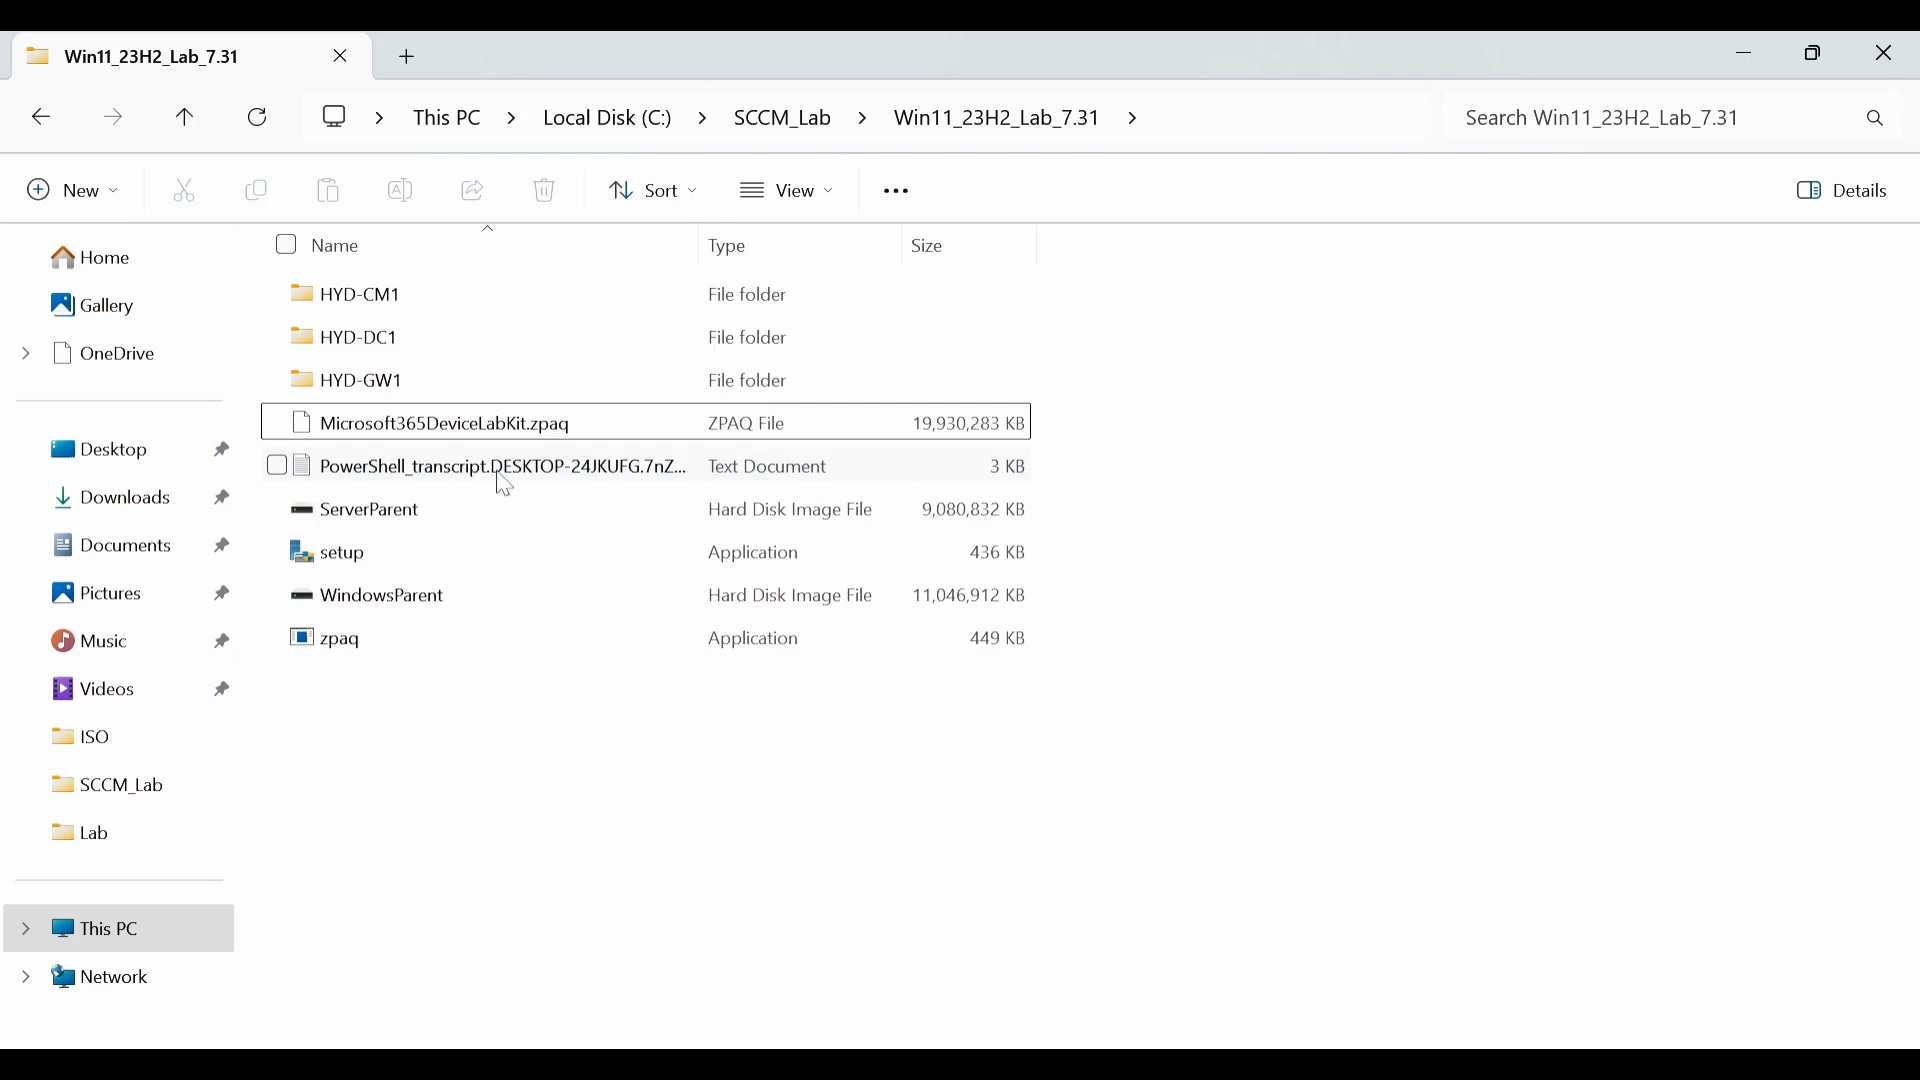 Win11_23H2_Lab_7.31
This PC > Local Disk (C:) > SCCM_Lab > Win11_23H2_Lab_7.31 >
Search Win11_23H2_Lab_7.31
New
Sort
View
Details
Home
Gallery
OneDrive
Desktop
Downloads
Documents
Pictures
Music
Videos
ISO
SCCM_Lab
Lab
This PC
Network
Name Type Size
HYD-CM1 File folder
HYD-DC1 File folder
HYD-GW1 File folder
Microsoft365DeviceLabKit.zpaq ZPAQ File 19,930,283 KB
PowerShell_transcript.DESKTOP-24JKUFG.7nZ... Text Document 3 KB
ServerParent Hard Disk Image File 9,080,832 KB
setup Application 436 KB
WindowsParent Hard Disk Image File 11,046,912 KB
zpaq Application 449 KB